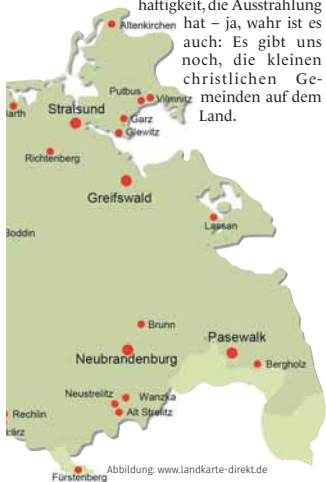 haftigkeit, die Ausstrahlung
hat – ja, wahr ist es
auch: Es gibt uns
noch, die kleinen
christlichen Ge-
meinden auf dem
Land.
Altenkirchen
Putbus
Vilmnitz
Barth
Stralsund
Garz
Glewitz
Richtenberg
Greifswald
Lassan
Boddin
Brunn
Pasewalk
Neubrandenburg
Bergholz
Neustrelitz
Wanzka
Rechlin
Alt Strelitz
Lärz
Fürstenberg
Abbildung: www.landkarte-direkt.de